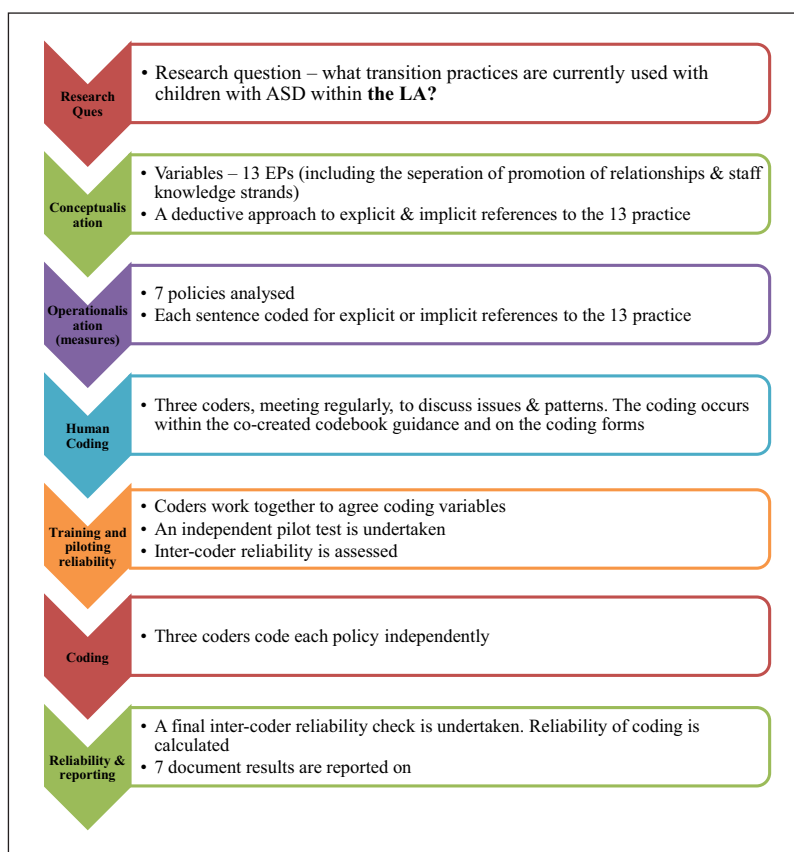 Research
Ques
• Research question – what transition practices are currently used with
children with ASD within the LA?
Conceptualis
ation
• Variables – 13 EPs (including the seperation of promotion of relationships & staff
knowledge strands)
• A deductive approach to explicit & implicit references to the 13 practice
Operationalis
ation
(measures)
• 7 policies analysed
• Each sentence coded for explicit or implicit references to the 13 practice
Human
Coding
• Three coders, meeting regularly, to discuss issues & patterns. The coding occurs
within the co-created codebook guidance and on the coding forms
Training and
piloting
reliability
• Coders work together to agree coding variables
• An independent pilot test is undertaken
• Inter-coder reliability is assessed
Coding
• Three coders code each policy independently
Reliability &
reporting
• A final inter-coder reliability check is undertaken. Reliability of coding is
calculated
• 7 document results are reported on